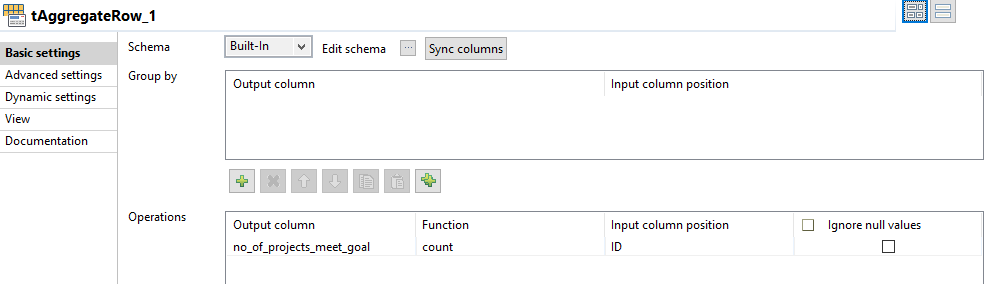 tAggregateRow_1
Basic settings
Advanced settings
Dynamic settings
View
Documentation
Schema Built-In Edit schema ... Sync columns
Group by
Output column Input column position
Operations
Output column Function Input column position Ignore null values
no_of_projects_meet_goal count ID